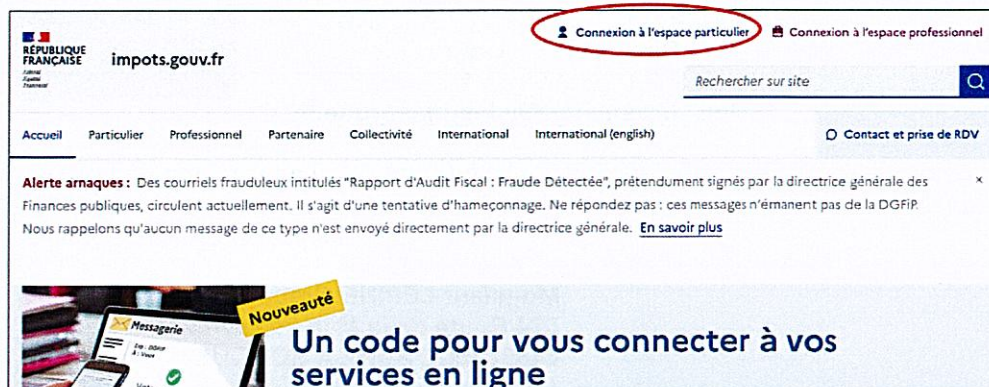 Connexion à l'espace particulier
Connexion à l'espace professionnel
RÉPUBLIQUE
FRANÇAISE
Liberté
Égalité
Fraternité
impots.gouv.fr
Rechercher sur site
Accueil
Particulier
Professionnel
Partenaire
Collectivité
International
International (english)
Contact et prise de RDV
Alerte arnaques : Des courriels frauduleux intitulés "Rapport d'Audit Fiscal : Fraude Détectée", prétendument signés par la directrice générale des
Finances publiques, circulent actuellement. Il s'agit d'une tentative d'hameçonnage. Ne répondez pas : ces messages n'émanent pas de la DGFiP.
Nous rappelons qu'aucun message de ce type n'est envoyé directement par la directrice générale. En savoir plus
Nouveauté
Messagerie
Un code pour vous connecter à vos
services en ligne